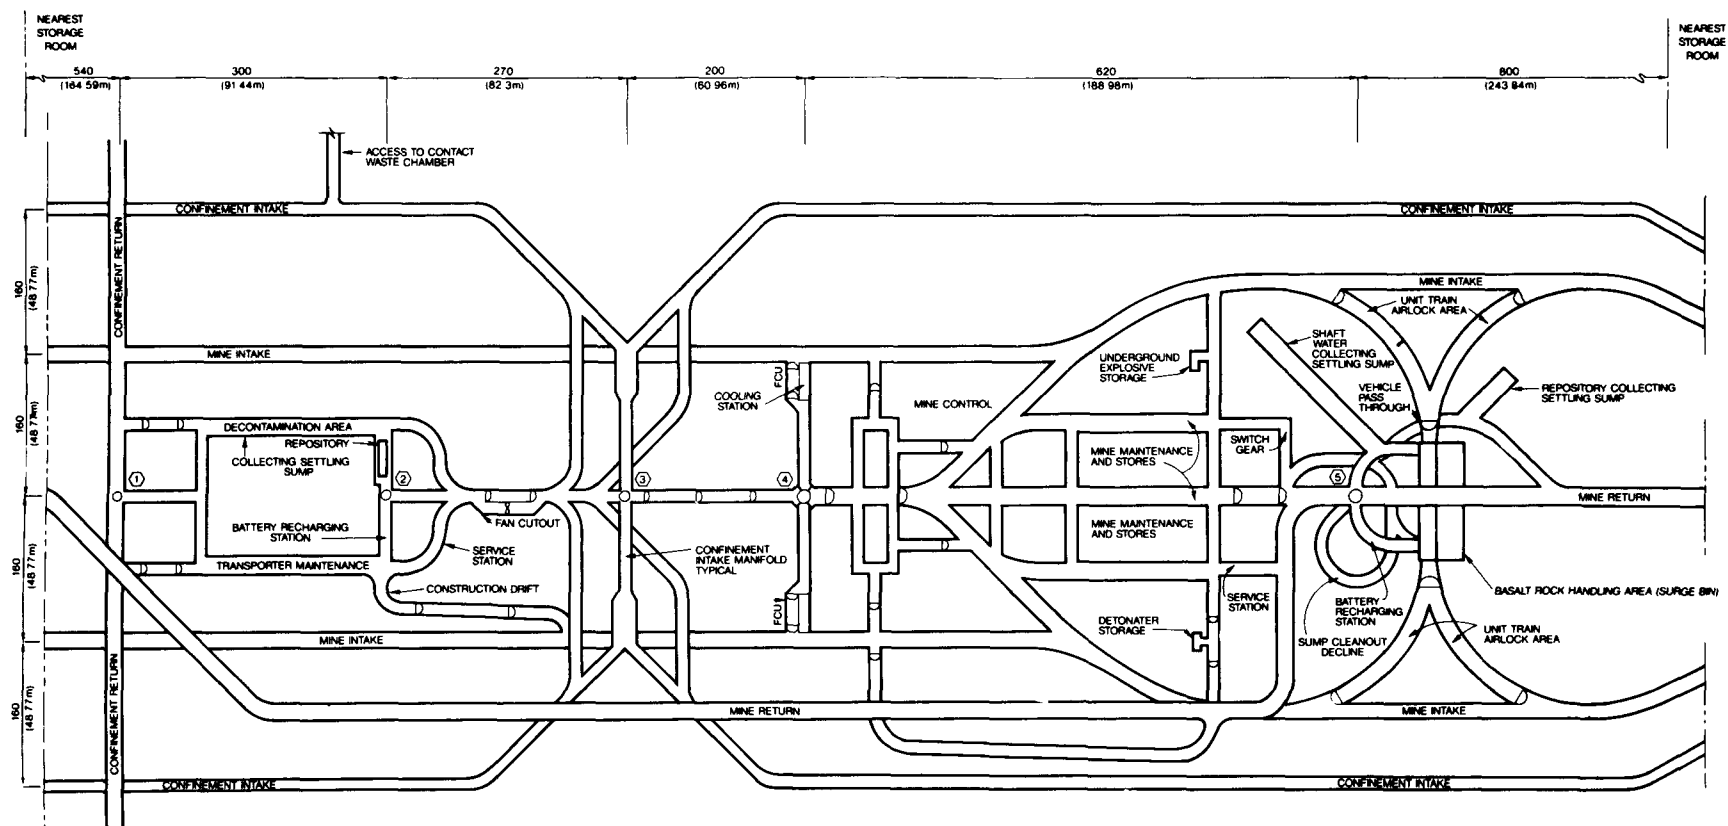 NEAREST
STORAGE
ROOM
NEAREST
STORAGE
ROOM
540
(164 59m)
300
(91 44m)
270
(82 3m)
200
(60 96m)
620
(188 98m)
800
(243 84m)
ACCESS TO CONTACT
WASTE CHAMBER
CONFINEMENT INTAKE
CONFINEMENT INTAKE
CONFINEMENT RETURN
160
(48 77m)
MINE INTAKE
UNIT TRAIN
AIRLOCK AREA
MINE INTAKE
SHAFT
WATER
COLLECTING
SETTLING SUMP
UNDERGROUND
EXPLOSIVE
STORAGE
FCU
COOLING
STATION
VEHICLE
PASS
THROUGH
REPOSITORY COLLECTING
SETTLING SUMP
MINE CONTROL
160
(48 77m)
DECONTAMINATION AREA
REPOSITORY
COLLECTING SETTLING
SUMP
SWITCH
GEAR
MINE MAINTENANCE
AND STORES
1
2
3
4
5
MINE RETURN
FAN CUTOUT
BATTERY RECHARGING
STATION
MINE MAINTENANCE
AND STORES
160
(48 77m)
SERVICE
STATION
CONFINEMENT
INTAKE MANIFOLD
TYPICAL
TRANSPORTER MAINTENANCE
CONSTRUCTION DRIFT
FCU
SERVICE
STATION
BATTERY
RECHARGING
STATION
BASALT ROCK HANDLING AREA (SURGE BIN)
DETONATER
STORAGE
SUMP CLEANOUT
DECLINE
UNIT TRAIN
AIRLOCK AREA
MINE INTAKE
160
(48 77m)
CONFINEMENT RETURN
MINE RETURN
MINE INTAKE
CONFINEMENT INTAKE
CONFINEMENT INTAKE